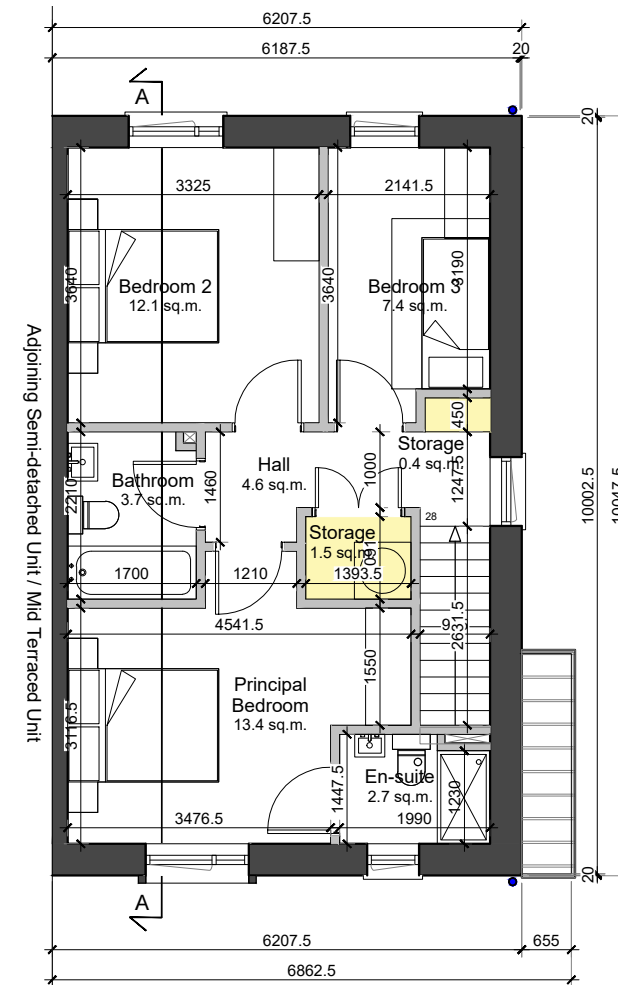 6207.5
6187.5
20
A
20
3325
2141.5
3640
3640
3190
Bedroom 2
12.1 sq.m.
Bedroom 3
7.4 sq.m.
450
Storage
0.4 sq.m.
1247.5
1000
Hall
4.6 sq.m.
1460
Bathroom
3.7 sq.m.
2210
28
Storage
1.5 sq.m.
1700
1210
1393.5
4541.5
2631.5
1550
Principal
Bedroom
13.4 sq.m.
3116.5
En-suite
2.7 sq.m.
1447.5
1230
3476.5
1990
Adjoining Semi-detached Unit / Mid Terraced Unit
10002.5
20
A
6207.5
655
6862.5